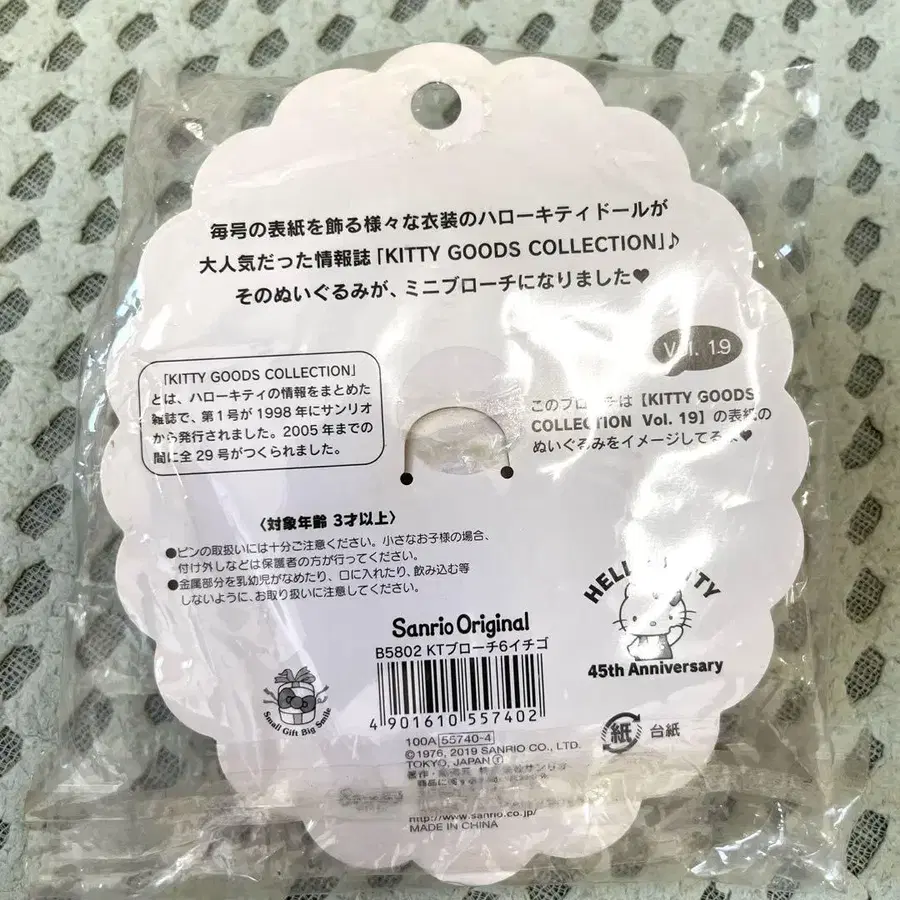 毎号の表紙を飾る様々な衣装のハローキティドールが
大人気だった情報誌「KITTY GOODS COLLECTION」♪
そのぬいぐるみが、ミニブローチになりました♥
「KITTY GOODS COLLECTION」
とは、ハローキティの情報をまとめた
雑誌で、第1号が1998年にサンリオ
から発行されました。2005年までの
間に全29号がつくられました。
Vol. 19
このブローチは【KITTY GOODS
COLLECTION Vol. 19】の表紙の
ぬいぐるみをイメージしてるよ♥
〈対象年齢 3才以上〉
●ピンの取扱いには十分ご注意ください。小さなお子様の場合、
付け外しなどは保護者の方が行ってください。
●金属部分を乳幼児がなめたり、口に入れたり、飲み込む等
しないように、お取り扱いに注意してください。
HELLO KITTY
45th Anniversary
Sanrio Original
B5802 KTブローチ6イチゴ
4 901610 557402
Small Gift Big Smile
100A 55740-4
©1976, 2019 SANRIO CO., LTD.
TOKYO, JAPAN Ⓕ
紙 台紙
http://www.sanrio.co.jp/
MADE IN CHINA